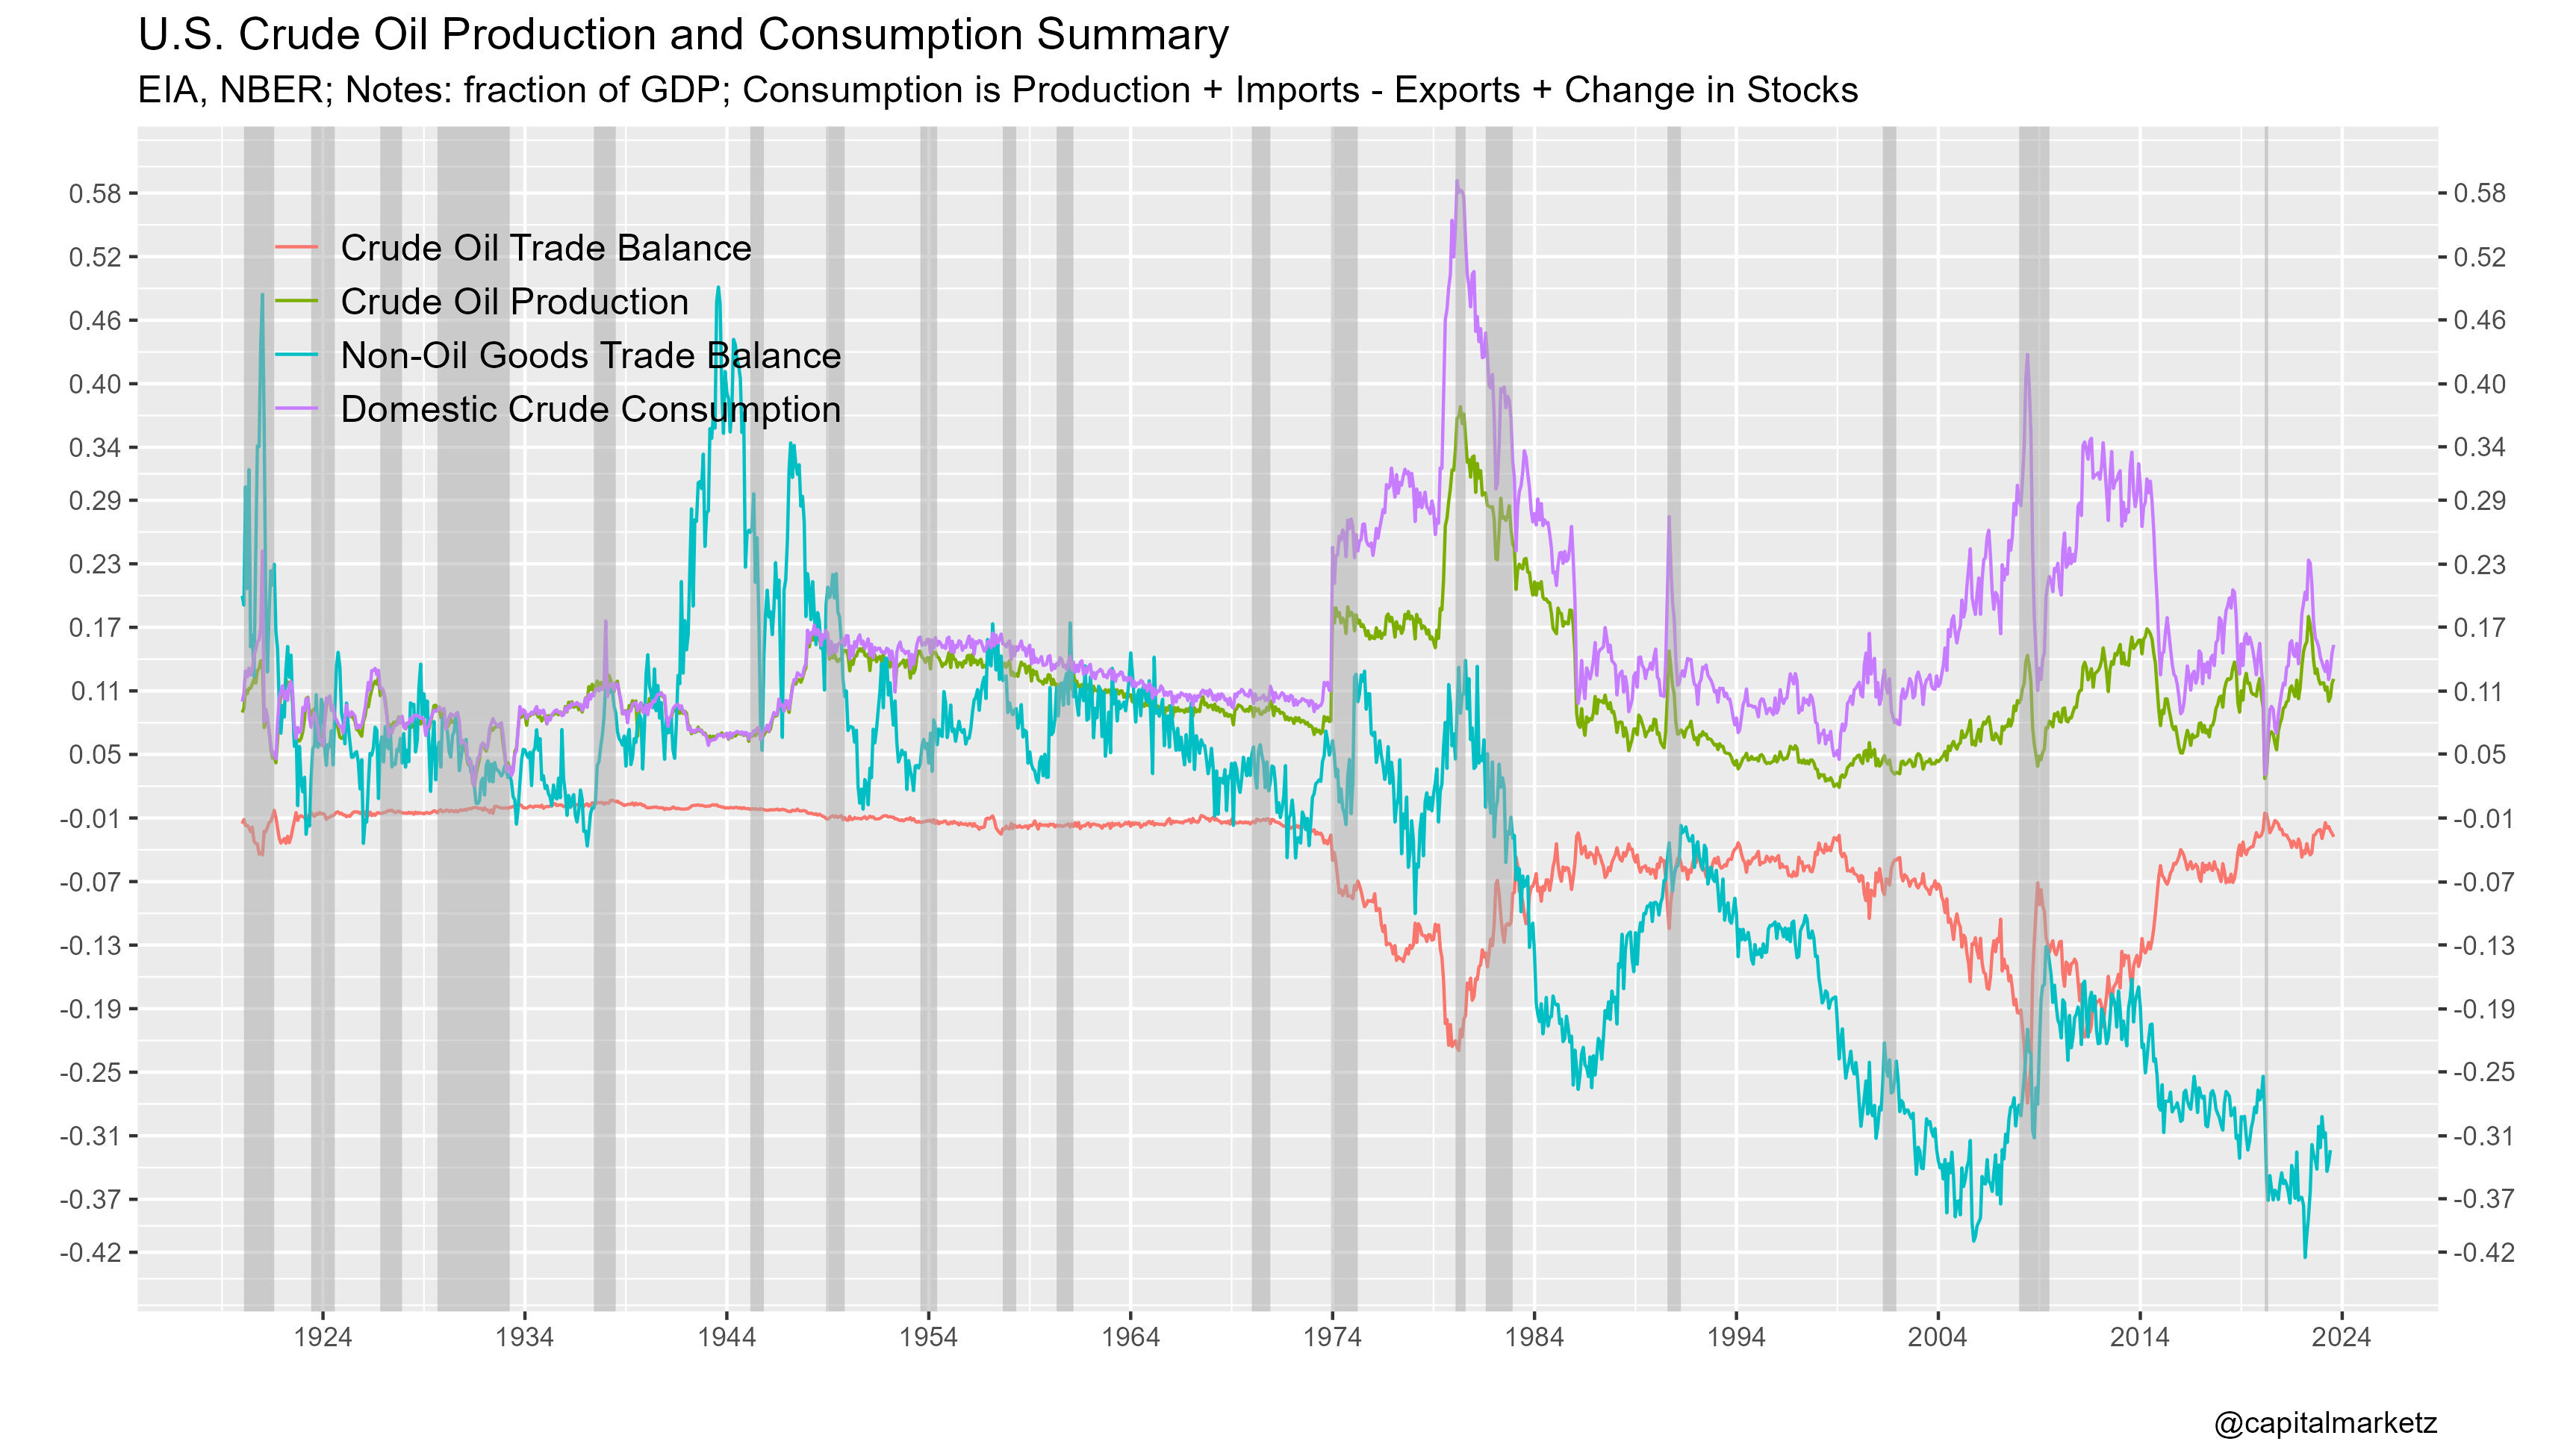 U.S. Crude Oil Production and Consumption Summary
EIA, NBER; Notes: fraction of GDP; Consumption is Production + Imports - Exports + Change in Stocks
Crude Oil Trade Balance
Crude Oil Production
Non-Oil Goods Trade Balance
Domestic Crude Consumption
0.58 0.58
0.52 0.52
0.46 0.46
0.40 0.40
0.34 0.34
0.29 0.29
0.23 0.23
0.17 0.17
0.11 0.11
0.05 0.05
-0.01 -0.01
-0.07 -0.07
-0.13 -0.13
-0.19 -0.19
-0.25 -0.25
-0.31 -0.31
-0.37 -0.37
-0.42 -0.42
1924 1934 1944 1954 1964 1974 1984 1994 2004 2014 2024
@capitalmarketz